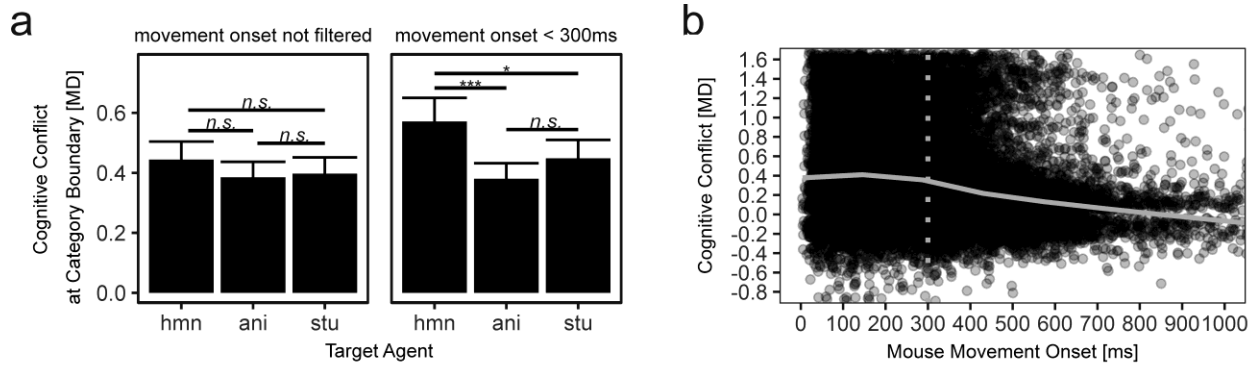 a
movement onset not filtered
movement onset < 300ms
Cognitive Conflict
at Category Boundary [MD]
0.6
0.4
0.2
0.0
n.s.
n.s.
n.s.
*
***
n.s.
hmn ani stu
hmn ani stu
Target Agent
b
Cognitive Conflict [MD]
1.6
1.4
1.2
1.0
0.8
0.6
0.4
0.2
0.0
-0.2
-0.4
-0.6
-0.8
0 100 200 300 400 500 600 700 800 900 1000
Mouse Movement Onset [ms]